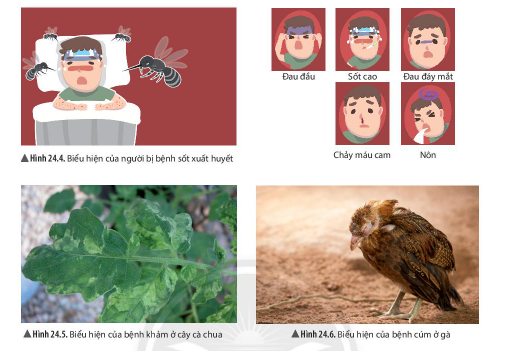 Đau đầu
Sốt cao
Đau đáy mắt
Chảy máu cam
Nôn
▲Hình 24.4. Biểu hiện của người bị bệnh sốt xuất huyết
▲Hình 24.5. Biểu hiện của bệnh khảm ở cây cà chua
▲Hình 24.6. Biểu hiện của bệnh cúm ở gà